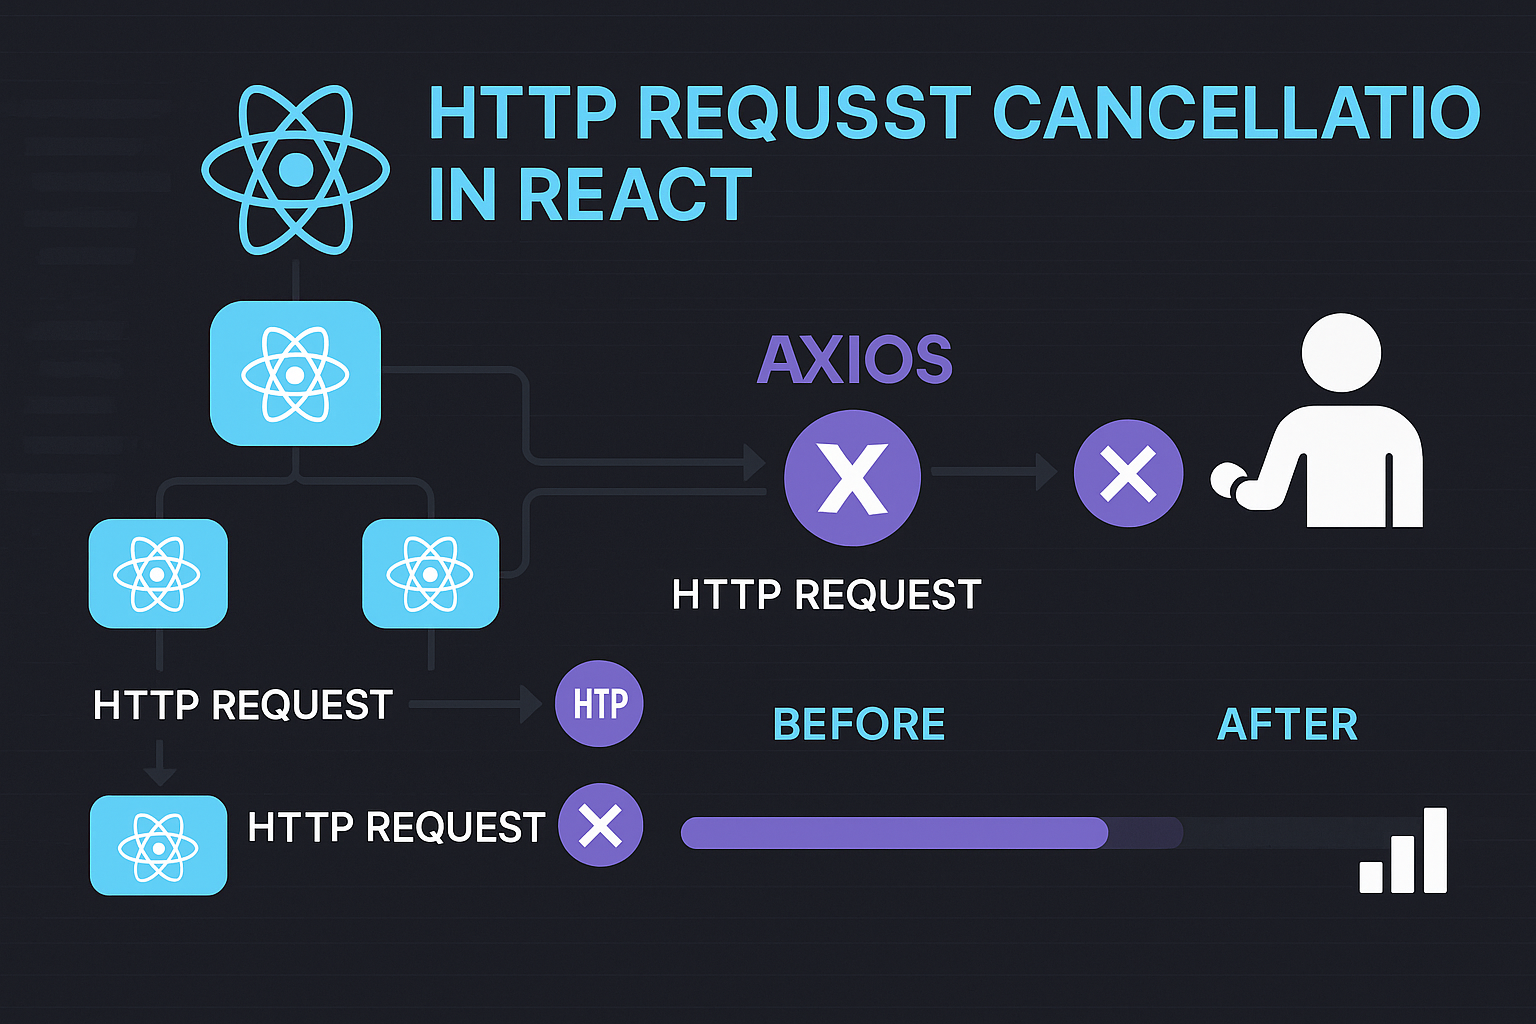 HTTP REQUSST CANCELLATIO
IN REACT
AXIOS
X
HTTP REQUEST
HTTP REQUEST
HTP
BEFORE
AFTER
HTTP REQUEST